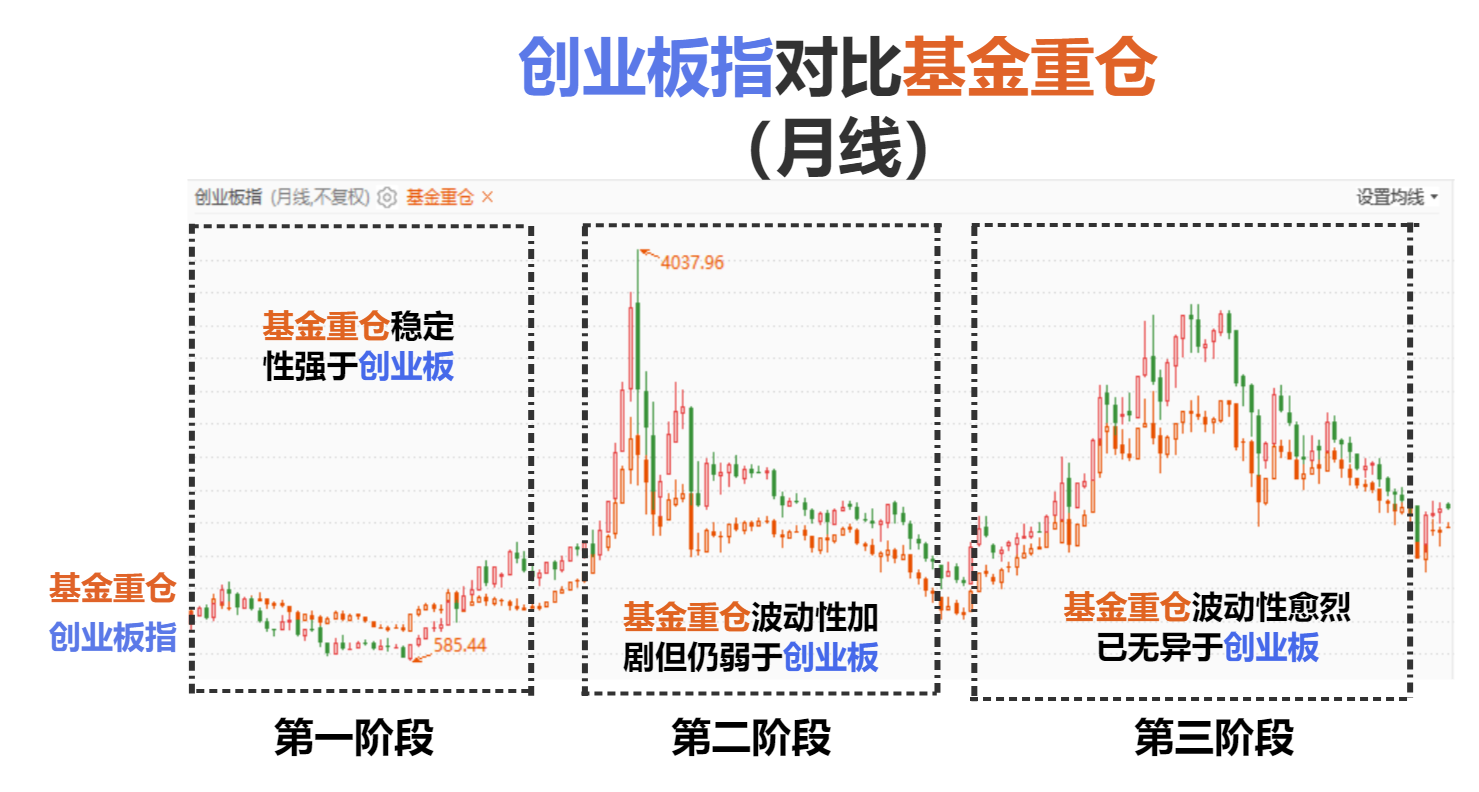 创业板指对比基金重仓
（月线）
创业板指 (月线,不复权) 基金重仓 ×
设置均线
4037.96
基金重仓稳定
性强于创业板
585.44
基金重仓
创业板指
基金重仓波动性加
剧但仍弱于创业板
基金重仓波动性愈烈
已无异于创业板
第一阶段
第二阶段
第三阶段